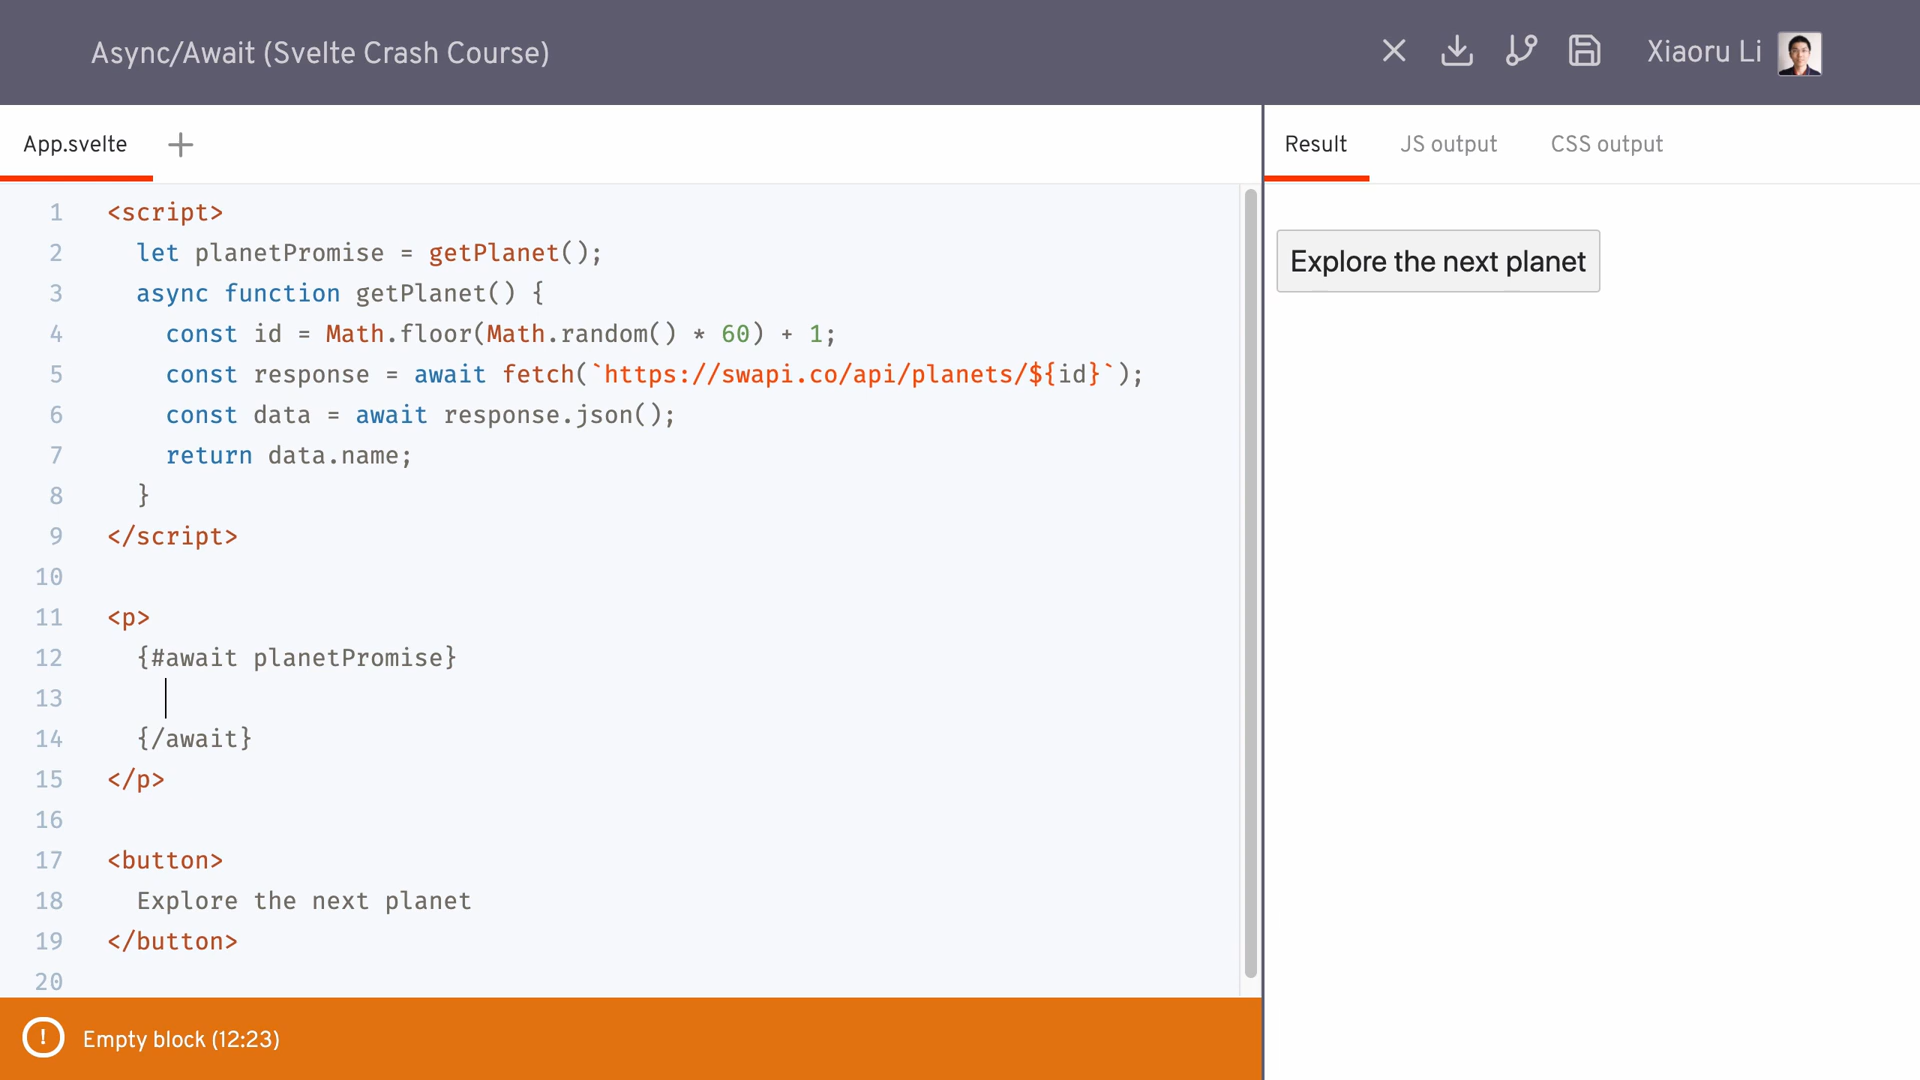 Async/Await (Svelte Crash Course)
Xiaoru Li
App.svelte
Result
JS output
CSS output
1 <script>
2 let planetPromise = getPlanet();
3 async function getPlanet() {
4 const id = Math.floor(Math.random() * 60) + 1;
5 const response = await fetch(`https://swapi.co/api/planets/${id}`);
6 const data = await response.json();
7 return data.name;
8 }
9 </script>
10
11 <p>
12 {#await planetPromise}
13
14 {/await}
15 </p>
16
17 <button>
18 Explore the next planet
19 </button>
20
Empty block (12:23)
Explore the next planet